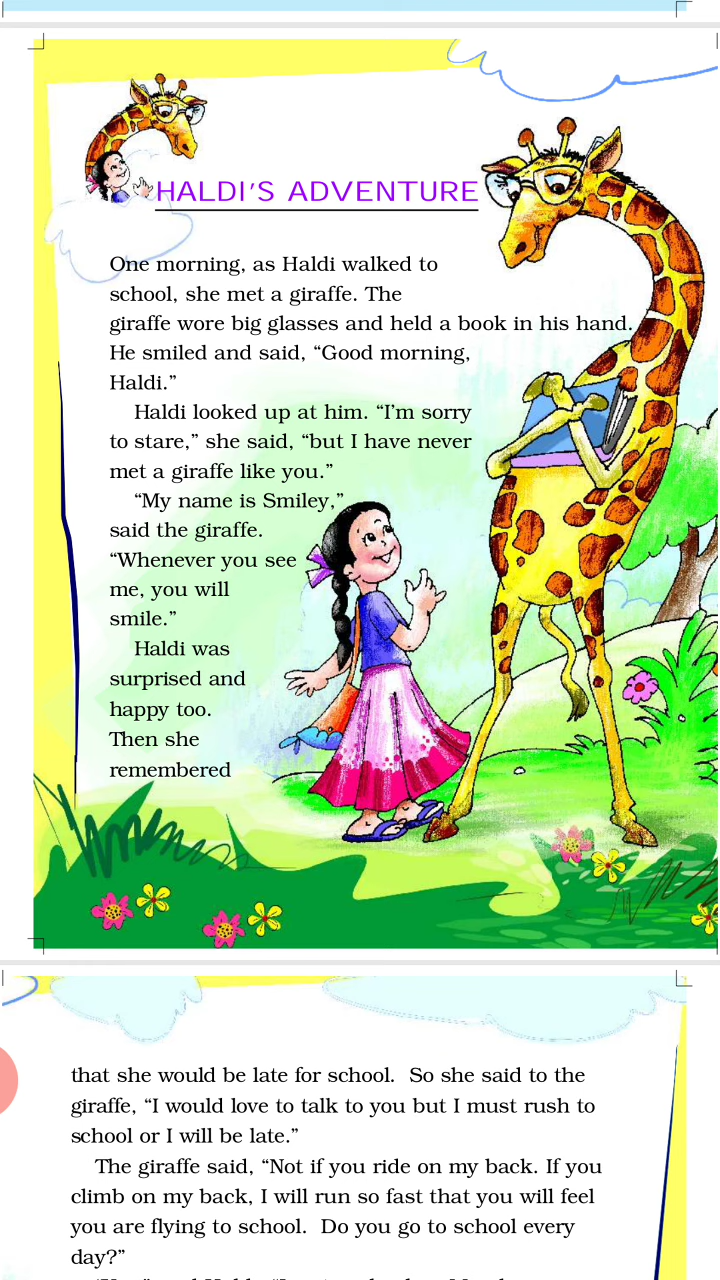 HALDI'S ADVENTURE
One morning, as Haldi walked to
school, she met a giraffe. The
giraffe wore big glasses and held a book in his hand.
He smiled and said, “Good morning,
Haldi.”
Haldi looked up at him. “I’m sorry
to stare,” she said, “but I have never
met a giraffe like you.”
“My name is Smiley,”
said the giraffe.
“Whenever you see
me, you will
smile.”
Haldi was
surprised and
happy too.
Then she
remembered
that she would be late for school.  So she said to the
giraffe, “I would love to talk to you but I must rush to
school or I will be late.”
The giraffe said, “Not if you ride on my back. If you
climb on my back, I will run so fast that you will feel
you are flying to school.  Do you go to school every
day?”